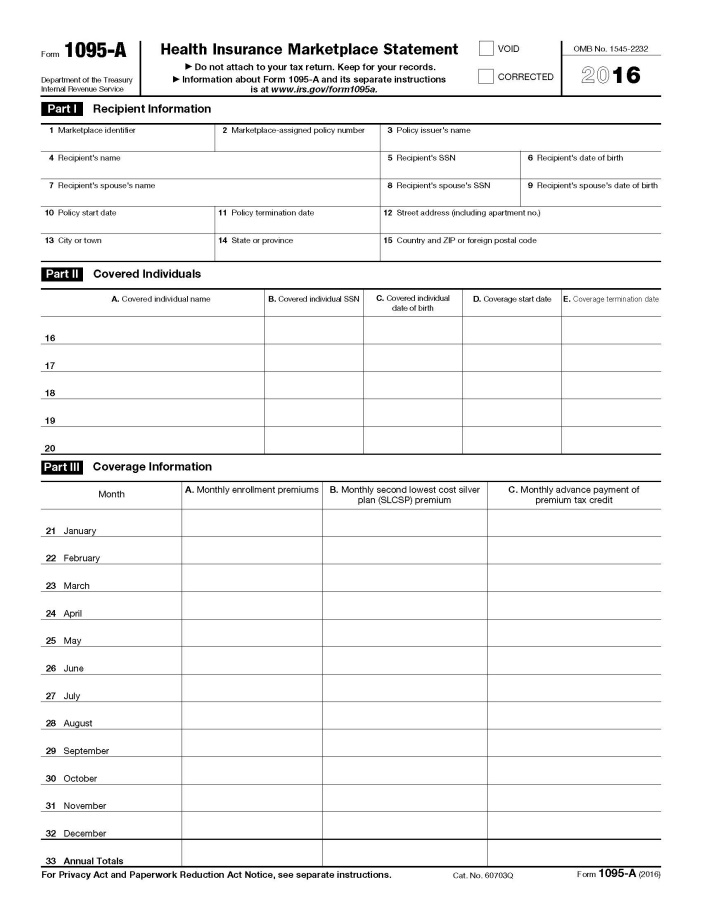 Form 1095-A
Department of the Treasury
Internal Revenue Service
Health Insurance Marketplace Statement
▶ Do not attach to your tax return. Keep for your records.
▶ Information about Form 1095-A and its separate instructions
is at www.irs.gov/form1095a.
VOID
CORRECTED
OMB No. 1545-2232
2016
Part I Recipient Information
1 Marketplace identifier
2 Marketplace-assigned policy number
3 Policy issuer's name
4 Recipient's name
5 Recipient's SSN
6 Recipient's date of birth
7 Recipient's spouse's name
8 Recipient's spouse's SSN
9 Recipient's spouse's date of birth
10 Policy start date
11 Policy termination date
12 Street address (including apartment no.)
13 City or town
14 State or province
15 Country and ZIP or foreign postal code
Part II Covered Individuals
A. Covered individual name
B. Covered individual SSN
C. Covered individual
date of birth
D. Coverage start date
E. Coverage termination date
16
17
18
19
20
Part III Coverage Information
Month
A. Monthly enrollment premiums
B. Monthly second lowest cost silver
plan (SLCSP) premium
C. Monthly advance payment of
premium tax credit
21 January
22 February
23 March
24 April
25 May
26 June
27 July
28 August
29 September
30 October
31 November
32 December
33 Annual Totals
For Privacy Act and Paperwork Reduction Act Notice, see separate instructions.
Cat. No. 60703Q
Form 1095-A (2016)